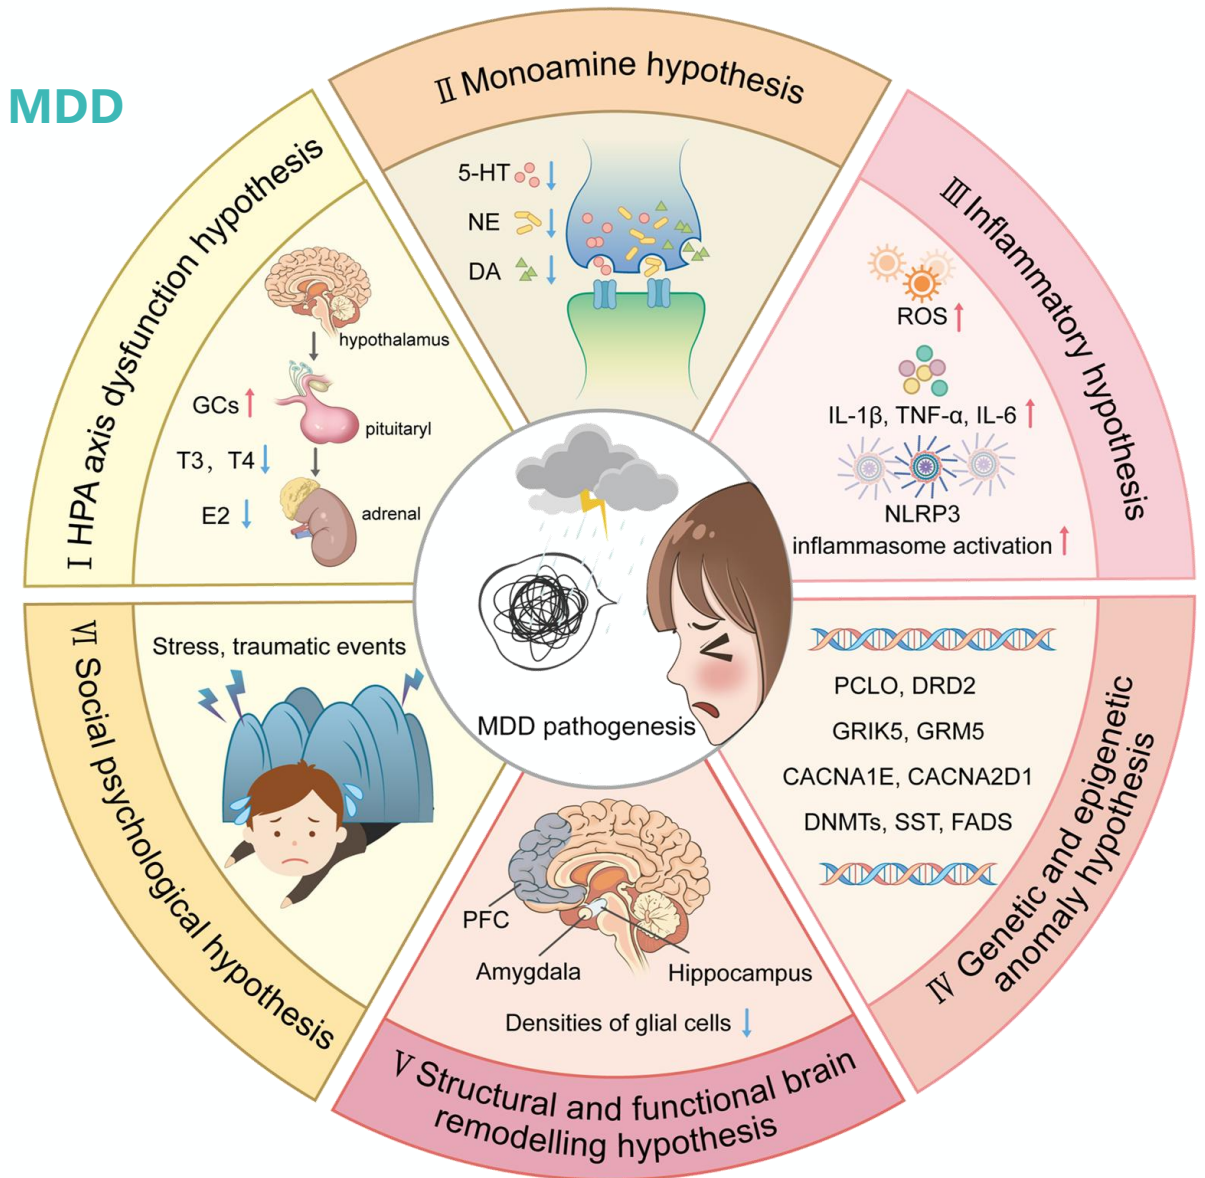 MDD
Ⅰ HPA axis dysfunction hypothesis
hypothalamus
GCs
pituitaryl
T3, T4
E2
adrenal
Ⅱ Monoamine hypothesis
5-HT
NE
DA
Ⅲ Inflammatory hypothesis
ROS
IL-1β, TNF-α, IL-6
NLRP3
inflammasome activation
Ⅳ Genetic and epigenetic
anomaly hypothesis
PCLO, DRD2
GRIK5, GRM5
CACNA1E, CACNA2D1
DNMTs, SST, FADS
Ⅴ Structural and functional brain
remodelling hypothesis
PFC
Amygdala
Hippocampus
Densities of glial cells
Ⅵ Social psychological hypothesis
Stress, traumatic events
MDD pathogenesis